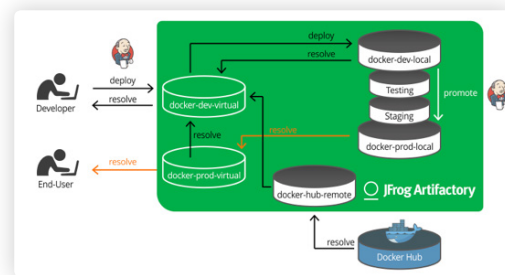 deploy
resolve
docker-dev-local
deploy
resolve
Developer
docker-dev-virtual
Testing
promote
Staging
resolve
resolve
docker-prod-local
resolve
End-User
docker-prod-virtual
docker-hub-remote
JFrog Artifactory
resolve
Docker Hub